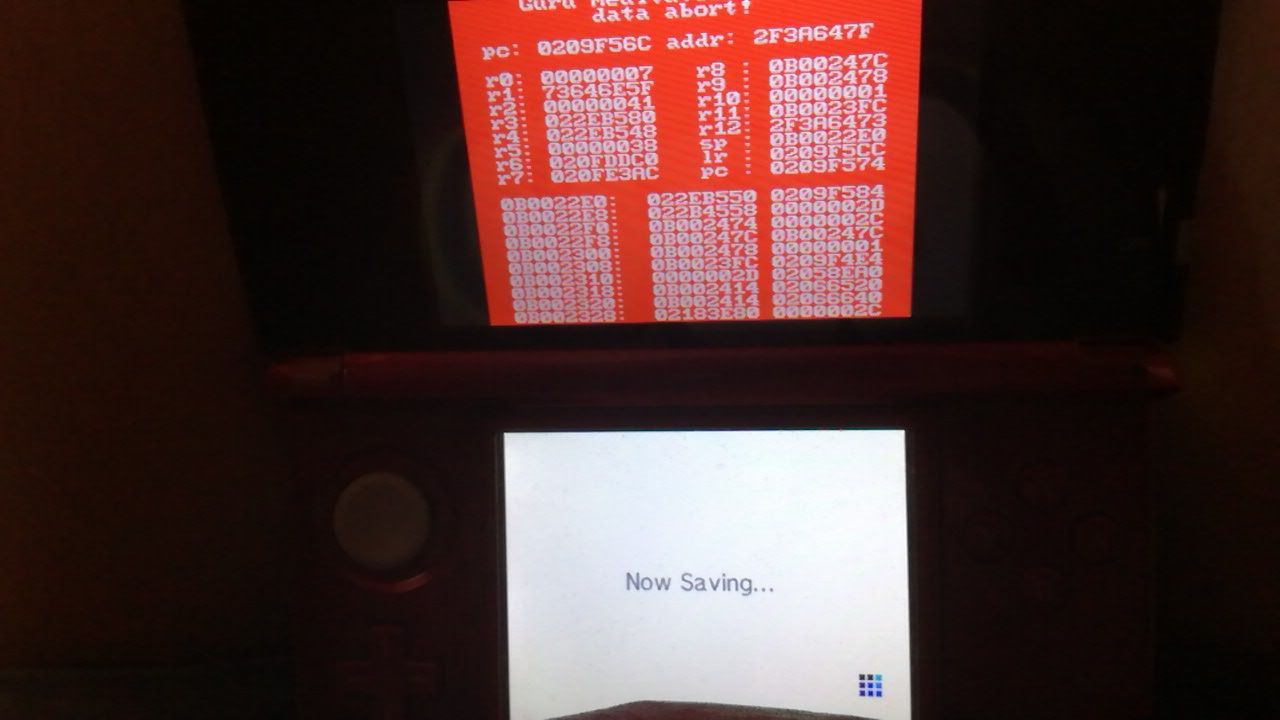 Guru Meditation
data abort!
pc: 0209F56C addr: 2F3A647F
r0: 00000007 r8 : 0B00247C
r1: 73646E5F r9 : 0B002478
r2: 00000041 r10: 00000001
r3: 022EB580 r11: 0B0023FC
r4: 022EB548 r12: 2F3A6473
r5: 00000038 sp : 0B0022E0
r6: 020FDDC0 lr : 0209F5CC
r7: 020FE3AC pc : 0209F574
0B0022E0: 022EB550 0209F584
0B0022E8: 022B4558 0000002D
0B0022F0: 0B002474 0000002C
0B0022F8: 0B00247C 0B00247C
0B002300: 0B002478 00000001
0B002308: 0B0023FC 0209F4E4
0B002310: 0000002D 02058EA0
0B002318: 0B002414 02066520
0B002320: 0B002414 02066640
0B002328: 02183E80 0000002C
Now Saving...